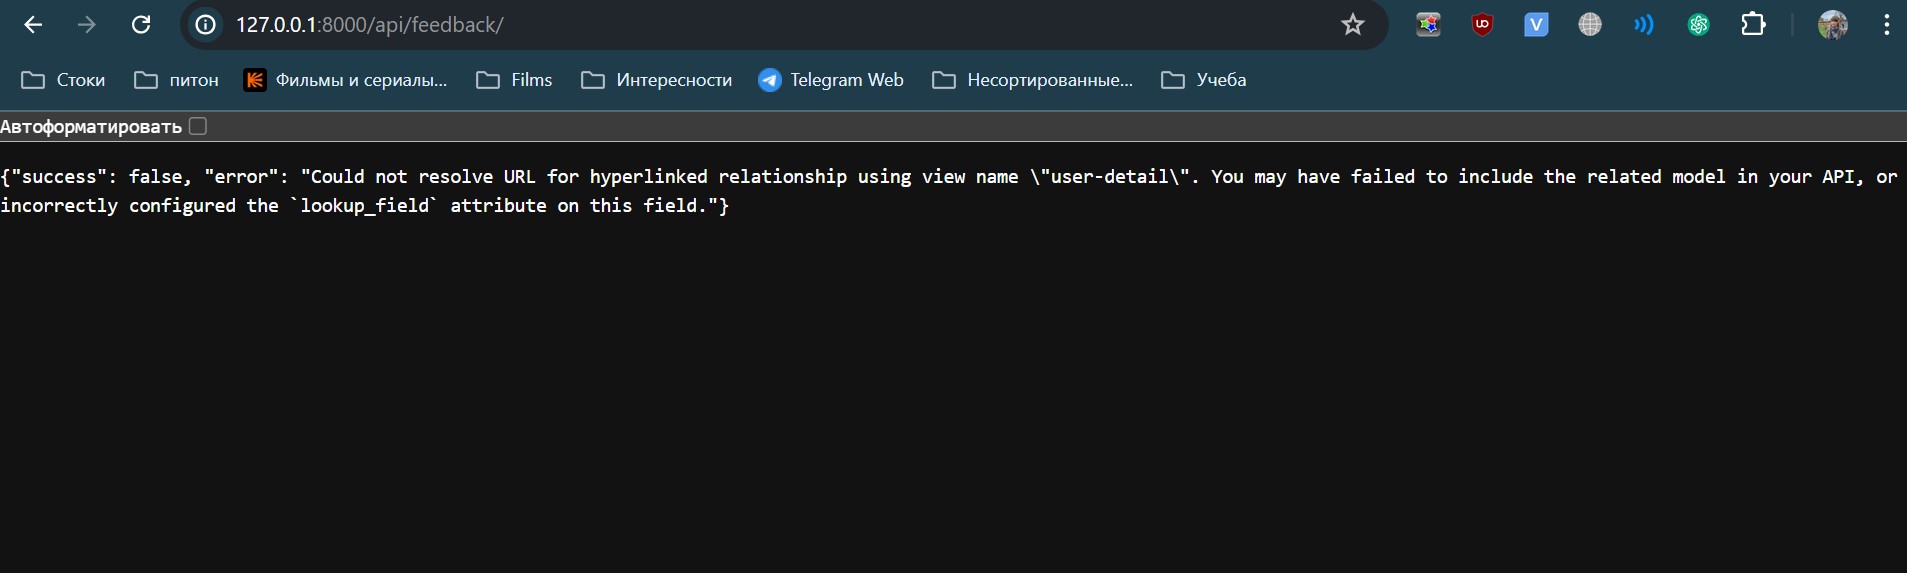 127.0.0.1:8000/api/feedback/
Стоки питон Фильмы и сериалы... Films Интересности Telegram Web Несортированные... Учеба
Автоформатировать
{"success": false, "error": "Could not resolve URL for hyperlinked relationship using view name \"user-detail\". You may have failed to include the related model in your API, or
incorrectly configured the `lookup_field` attribute on this field."}